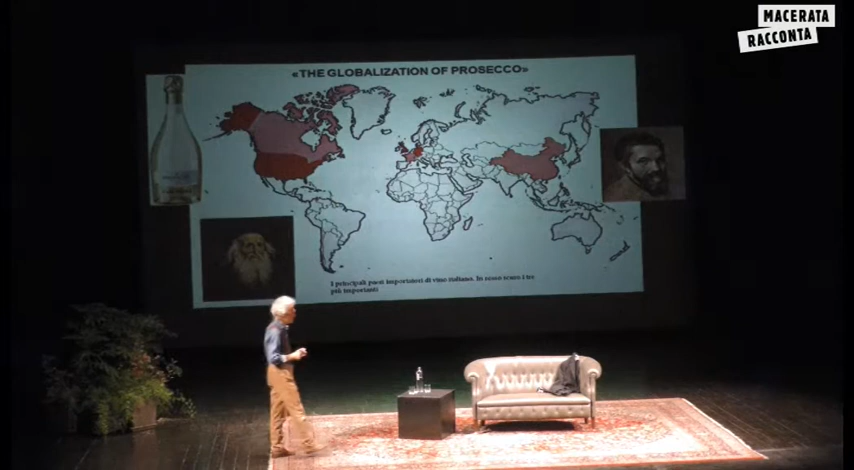 MACERATA
RACCONTA
«THE GLOBALIZATION OF PROSECCO»
I principali paesi importatori di vino italiano. In rosso scuro i tre
più importanti